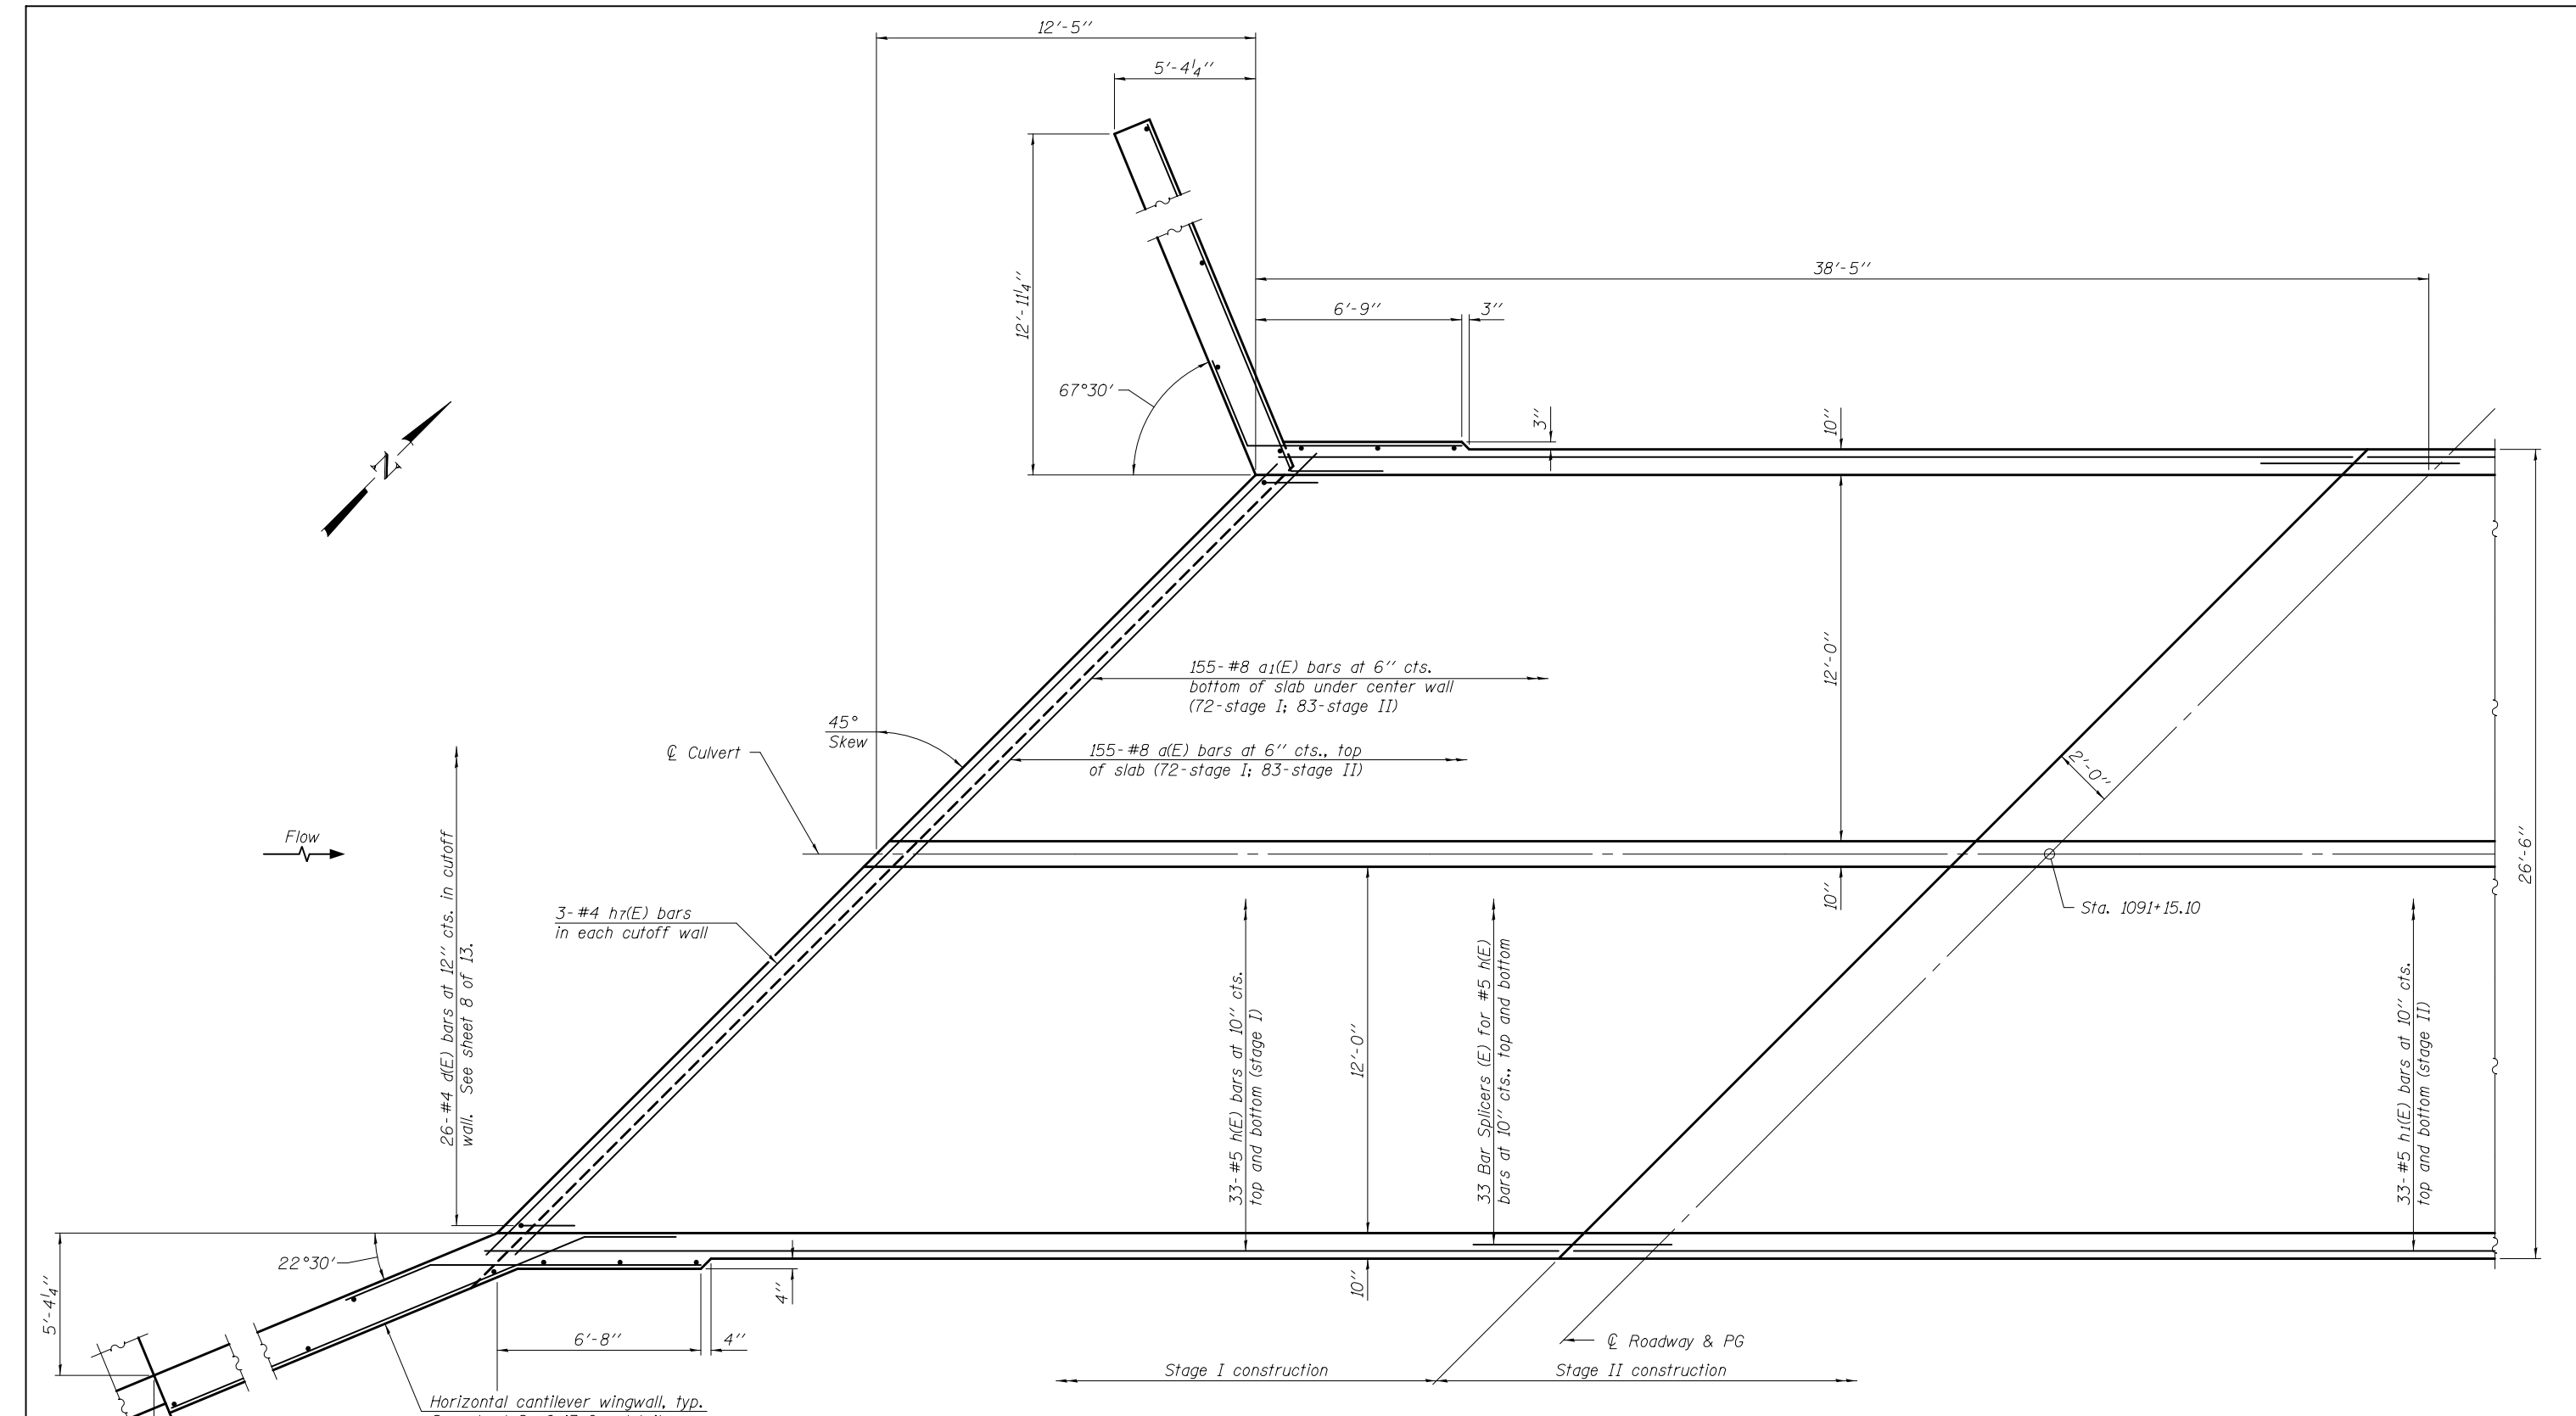 12'-5''
5'-4 1/4''
38'-5''
6'-9''
3''
12'-11 1/4''
67°30'
3''
10''
N
155-#8 a1(E) bars at 6'' cts.
bottom of slab under center wall
(72-stage I; 83-stage II)
12'-0''
45°
Skew
℄ Culvert
155-#8 a(E) bars at 6'' cts., top
of slab (72-stage I; 83-stage II)
2'-0''
Flow
26-#4 d(E) bars at 12'' cts. in cutoff
wall. See sheet 8 of 13.
3-#4 h7(E) bars
in each cutoff wall
10''
Sta. 1091+15.10
26'-6''
33-#5 h(E) bars at 10'' cts.
top and bottom (stage I)
12'-0''
33 Bar Splicers (E) for #5 h(E)
bars at 10'' cts., top and bottom
33-#5 h1(E) bars at 10'' cts.
top and bottom (stage II)
22°30'
5'-4 1/4''
4''
10''
6'-8''
4''
℄ Roadway & PG
Stage I construction
Stage II construction
Horizontal cantilever wingwall, typ.